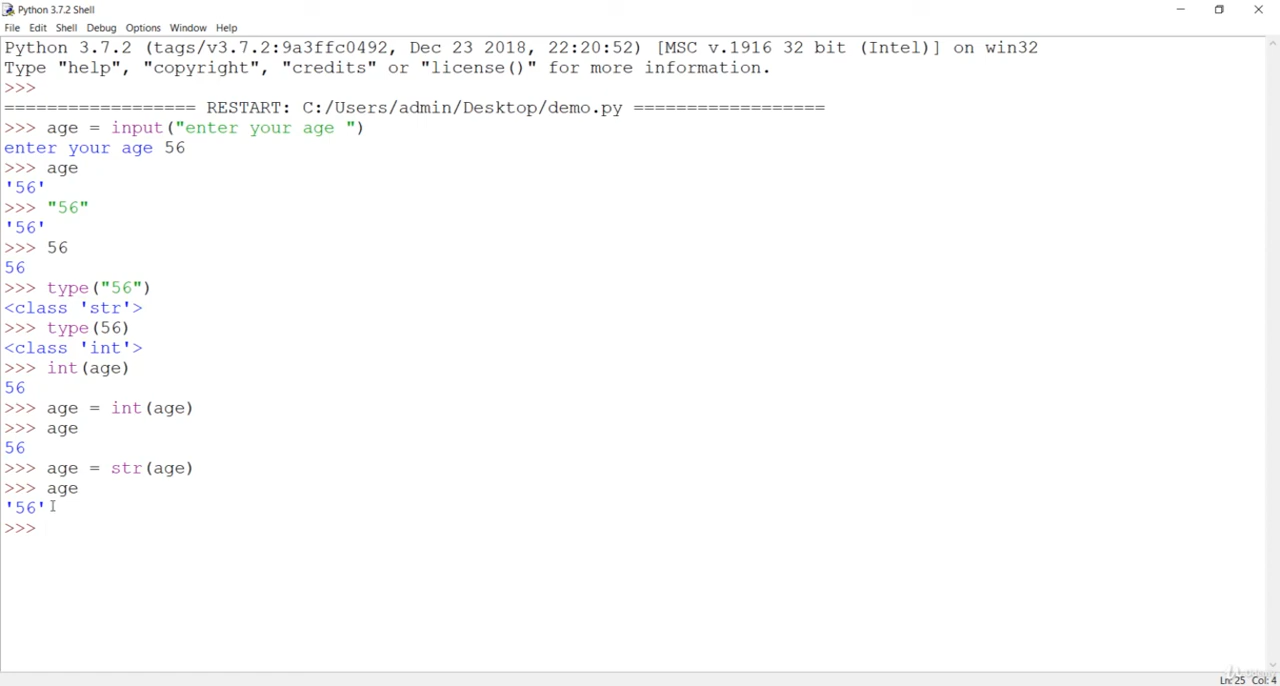 Python 3.7.2 Shell
File Edit Shell Debug Options Window Help
Python 3.7.2 (tags/v3.7.2:9a3ffc0492, Dec 23 2018, 22:20:52) [MSC v.1916 32 bit (Intel)] on win32
Type "help", "copyright", "credits" or "license()" for more information.
>>>
================== RESTART: C:/Users/admin/Desktop/demo.py ==================
>>> age = input("enter your age ")
enter your age 56
>>> age
'56'
>>> "56"
'56'
>>> 56
56
>>> type("56")
<class 'str'>
>>> type(56)
<class 'int'>
>>> int(age)
56
>>> age = int(age)
>>> age
56
>>> age = str(age)
>>> age
'56'
>>>
Ln: 25 Col: 4